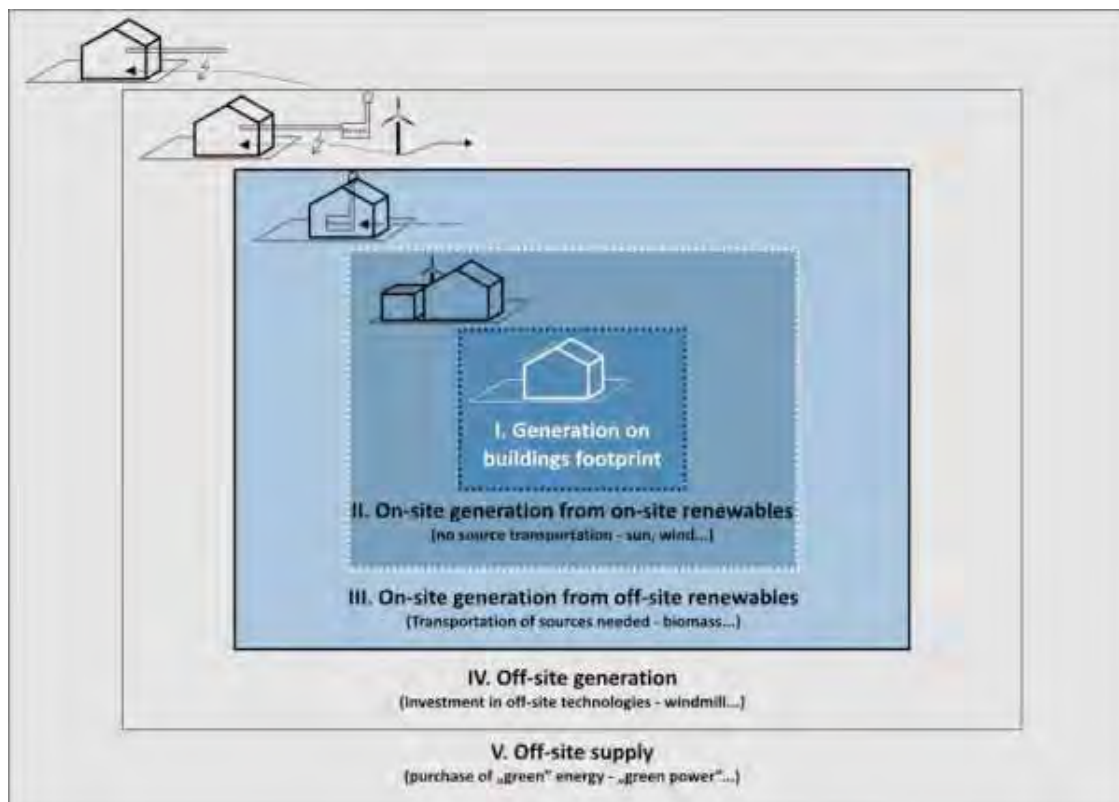 I. Generation on
buildings footprint
II. On-site generation from on-site renewables
(no source transportation - sun, wind...)
III. On-site generation from off-site renewables
(Transportation of sources needed - biomass...)
IV. Off-site generation
(Investment in off-site technologies - windmill...)
V. Off-site supply
(purchase of „green" energy - „green power"...)